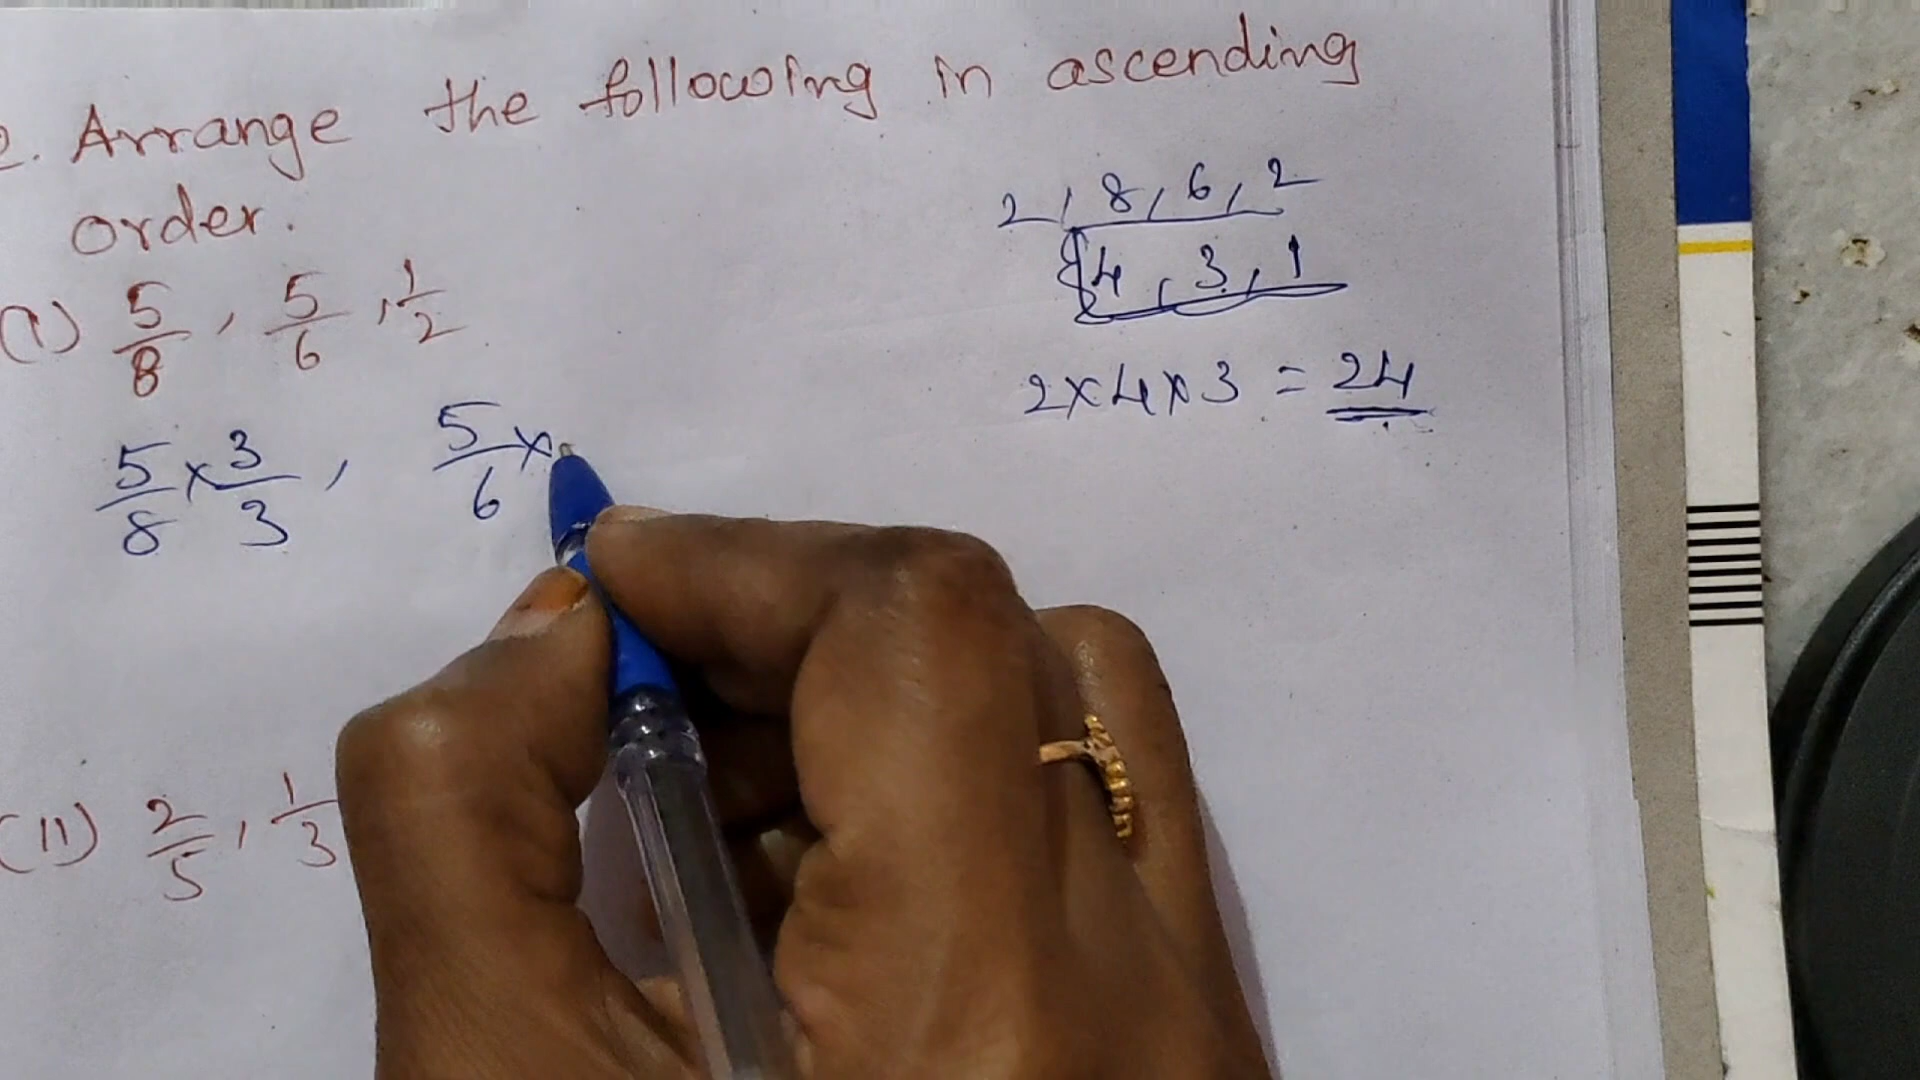 2. Arrange the following in ascending
order.
(I) 5/8, 5/6, 1/2
2, 8, 6, 2
4, 3, 1
2×4×3 = 24
5/8 × 3/3, 5/6 ×
(II) 2/5, 1/3